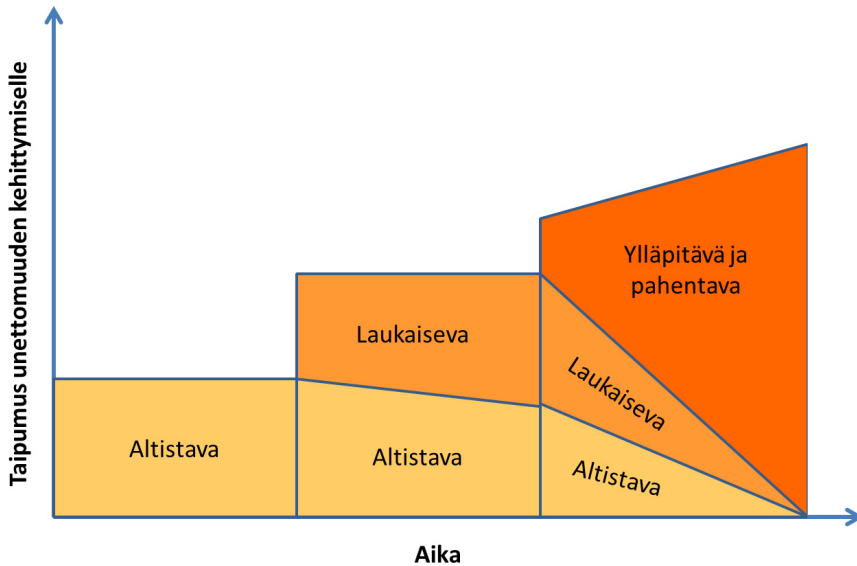 Taipumus unettomuuden kehittymiselle
Ylläpitävä ja
pahentava
Laukaiseva
Laukaiseva
Altistava
Altistava
Altistava
Aika